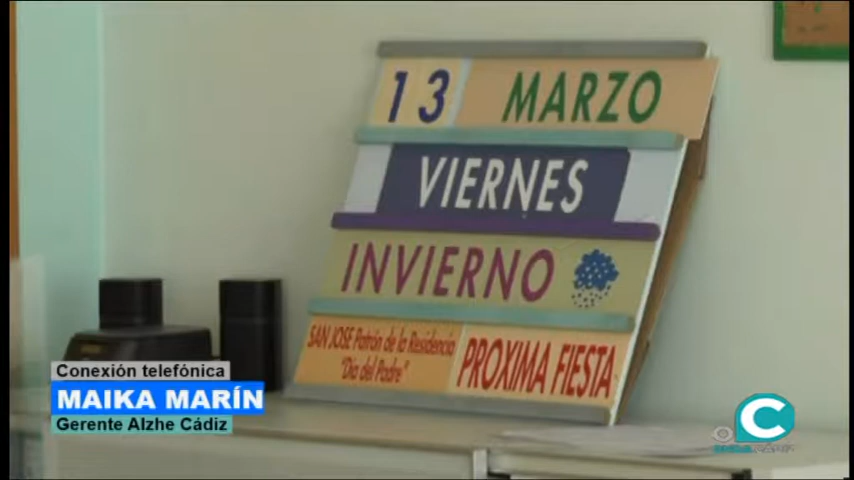 13 MARZO
VIERNES
INVIERNO
SAN JOSE Patrón de la Residencia
"Dia del Padre"
PROXIMA FIESTA
Conexión telefónica
MAIKA MARÍN
Gerente Alzhe Cádiz
C